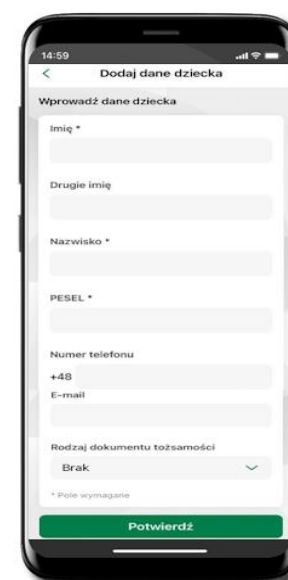 14:59
Dodaj dane dziecka
Wprowadź dane dziecka
Imię *
Drugie imię
Nazwisko *
PESEL *
Numer telefonu
+48
E-mail
Rodzaj dokumentu tożsamości
Brak
* Pole wymagane
Potwierdź